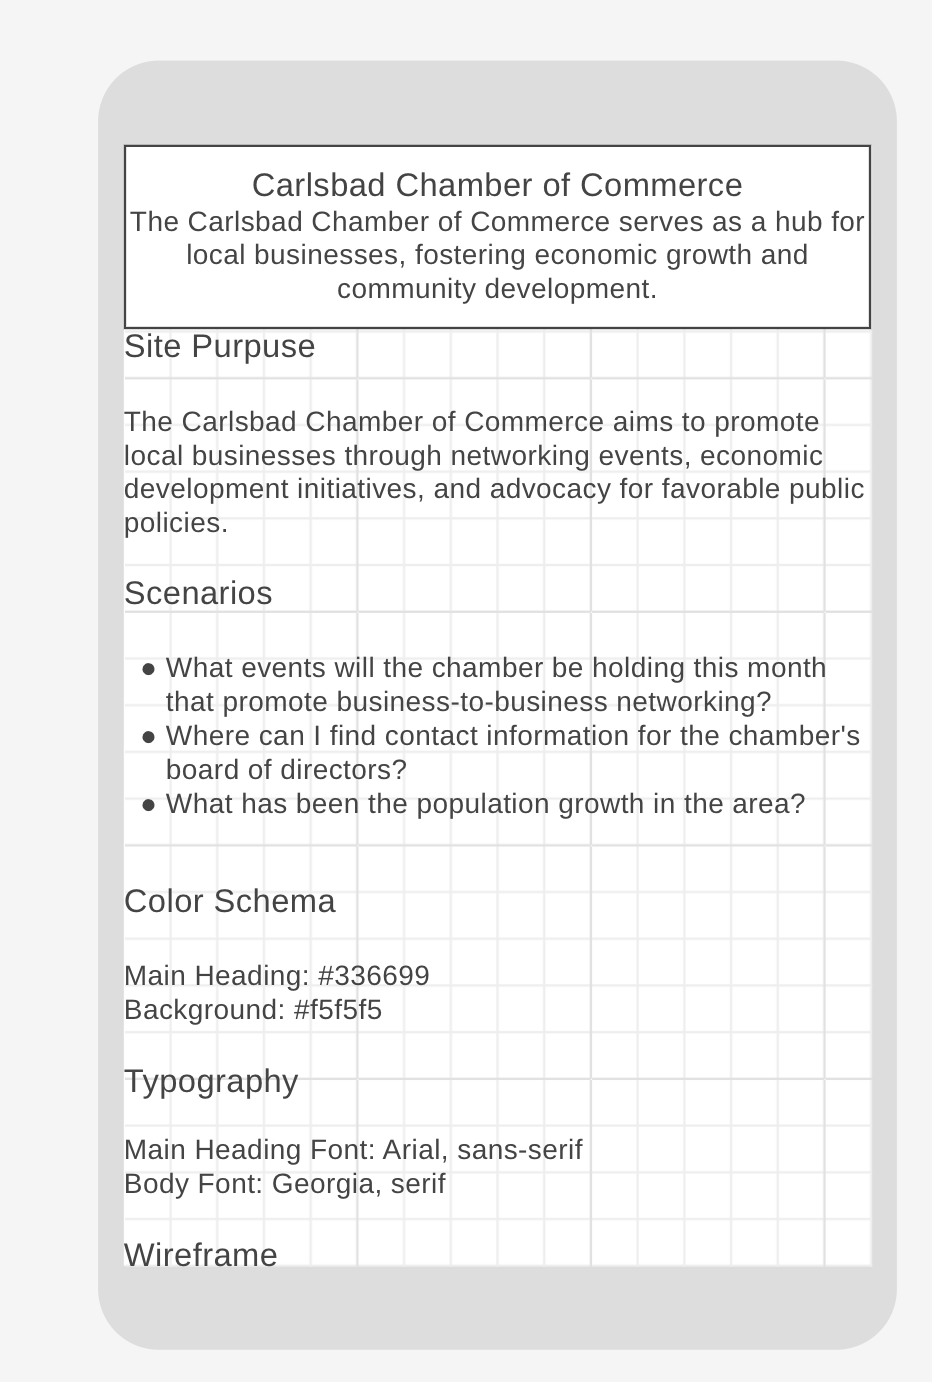 Carlsbad Chamber of Commerce
The Carlsbad Chamber of Commerce serves as a hub for
local businesses, fostering economic growth and
community development.
Site Purpuse
The Carlsbad Chamber of Commerce aims to promote
local businesses through networking events, economic
development initiatives, and advocacy for favorable public
policies.
Scenarios
● What events will the chamber be holding this month
that promote business-to-business networking?
● Where can I find contact information for the chamber's
board of directors?
● What has been the population growth in the area?
Color Schema
Main Heading: #336699
Background: #f5f5f5
Typography
Main Heading Font: Arial, sans-serif
Body Font: Georgia, serif
Wireframe